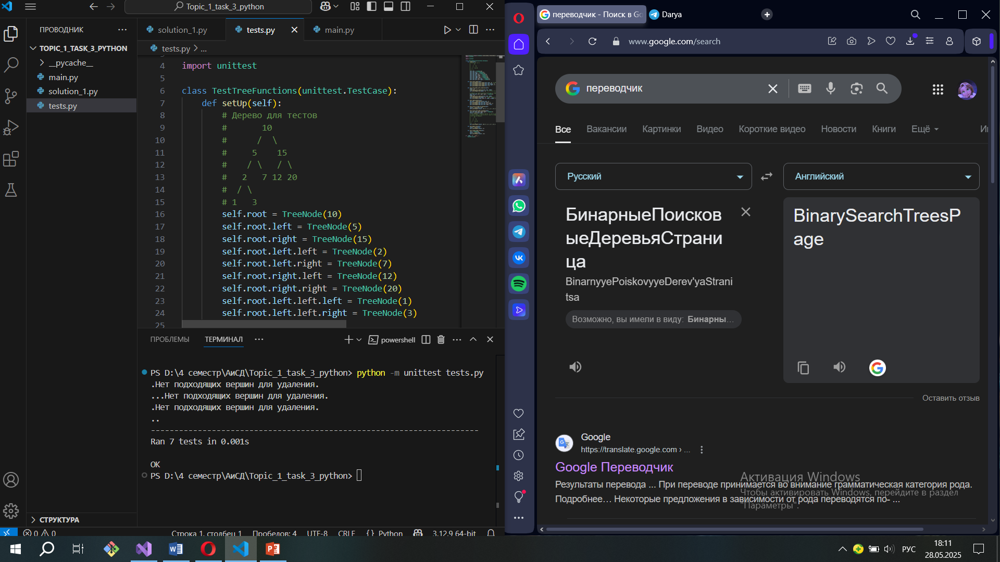 Topic_1_task_3_python
ПРОВОДНИК
TOPIC_1_TASK_3_PYTHON
__pycache__
main.py
solution_1.py
tests.py
СТРУКТУРА
solution_1.py
tests.py
main.py
tests.py > ...
4 import unittest
5
6 class TestTreeFunctions(unittest.TestCase):
7 def setUp(self):
8 # Дерево для тестов
9 # 10
10 # / \
11 # 5 15
12 # / \ / \
13 # 2 7 12 20
14 # / \
15 # 1 3
16 self.root = TreeNode(10)
17 self.root.left = TreeNode(5)
18 self.root.right = TreeNode(15)
19 self.root.left.left = TreeNode(2)
20 self.root.left.right = TreeNode(7)
21 self.root.right.left = TreeNode(12)
22 self.root.right.right = TreeNode(20)
23 self.root.left.left.left = TreeNode(1)
24 self.root.left.left.right = TreeNode(3)
25
ПРОБЛЕМЫ
ТЕРМИНАЛ
powershell
PS D:\4 семестр\АиСД\Topic_1_task_3_python> python -m unittest tests.py
.Нет подходящих вершин для удаления.
...Нет подходящих вершин для удаления.
.Нет подходящих вершин для удаления.
..
----------------------------------------------------------------------
Ran 7 tests in 0.001s
OK
PS D:\4 семестр\АиСД\Topic_1_task_3_python>
0 0
Строка 1, столбец 1 Пробелов: 4 UTF-8 CRLF {} Python 3.12.9 64-bit
переводчик - Поиск в Go
Darya
www.google.com/search
переводчик
Все Вакансии Картинки Видео Короткие видео Новости Книги Ещё
Русский
Английский
БинарныеПоисков
ыеДеревьяСтрани
ца
BinarnyyePoiskovyyeDerev'yaStrani
tsa
Возможно, вы имели в виду: Бинарны...
BinarySearchTreesP
age
Оставить отзыв
Google
https://translate.google.com › ...
Google Переводчик
Результаты перевода ... При переводе принимается во внимание грамматическая категория рода.
Подробнее… Некоторые предложения в зависимости от рода переводятся по- ...
Активация Windows
Чтобы активировать Windows, перейдите в раздел
"Параметры".
РУС
18:11
28.05.2025